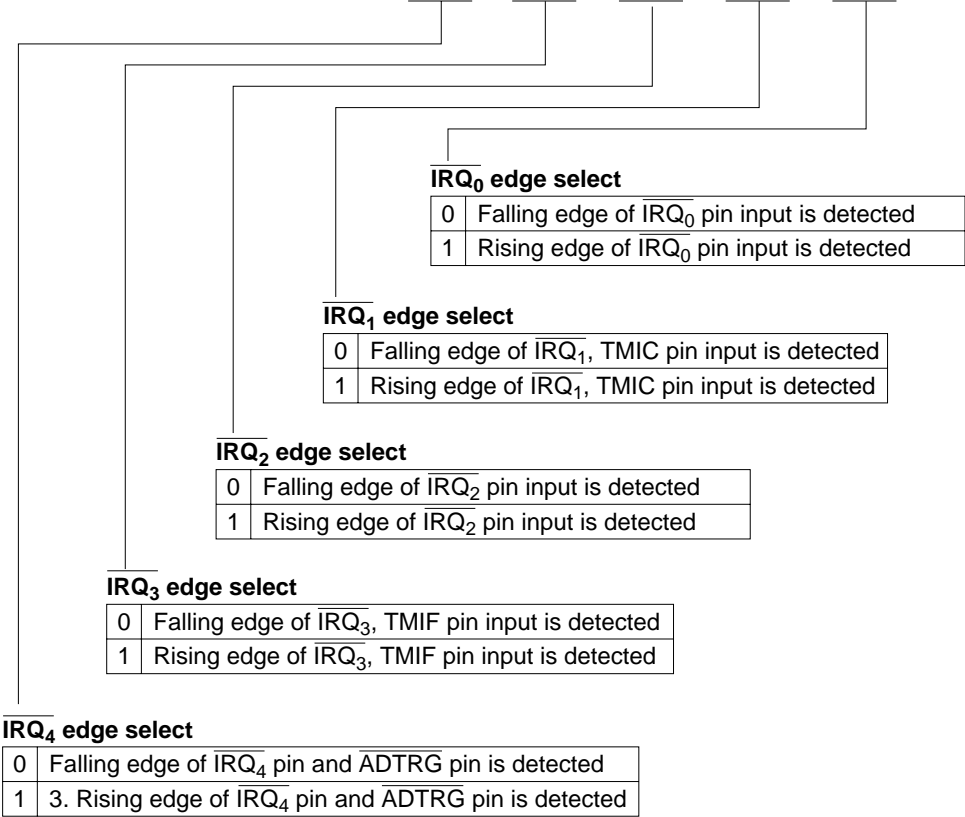 IRQ0 edge select
0 Falling edge of IRQ0 pin input is detected
1 Rising edge of IRQ0 pin input is detected
IRQ1 edge select
0 Falling edge of IRQ1, TMIC pin input is detected
1 Rising edge of IRQ1, TMIC pin input is detected
IRQ2 edge select
0 Falling edge of IRQ2 pin input is detected
1 Rising edge of IRQ2 pin input is detected
IRQ3 edge select
0 Falling edge of IRQ3, TMIF pin input is detected
1 Rising edge of IRQ3, TMIF pin input is detected
IRQ4 edge select
0 Falling edge of IRQ4 pin and ADTRG pin is detected
1 3. Rising edge of IRQ4 pin and ADTRG pin is detected